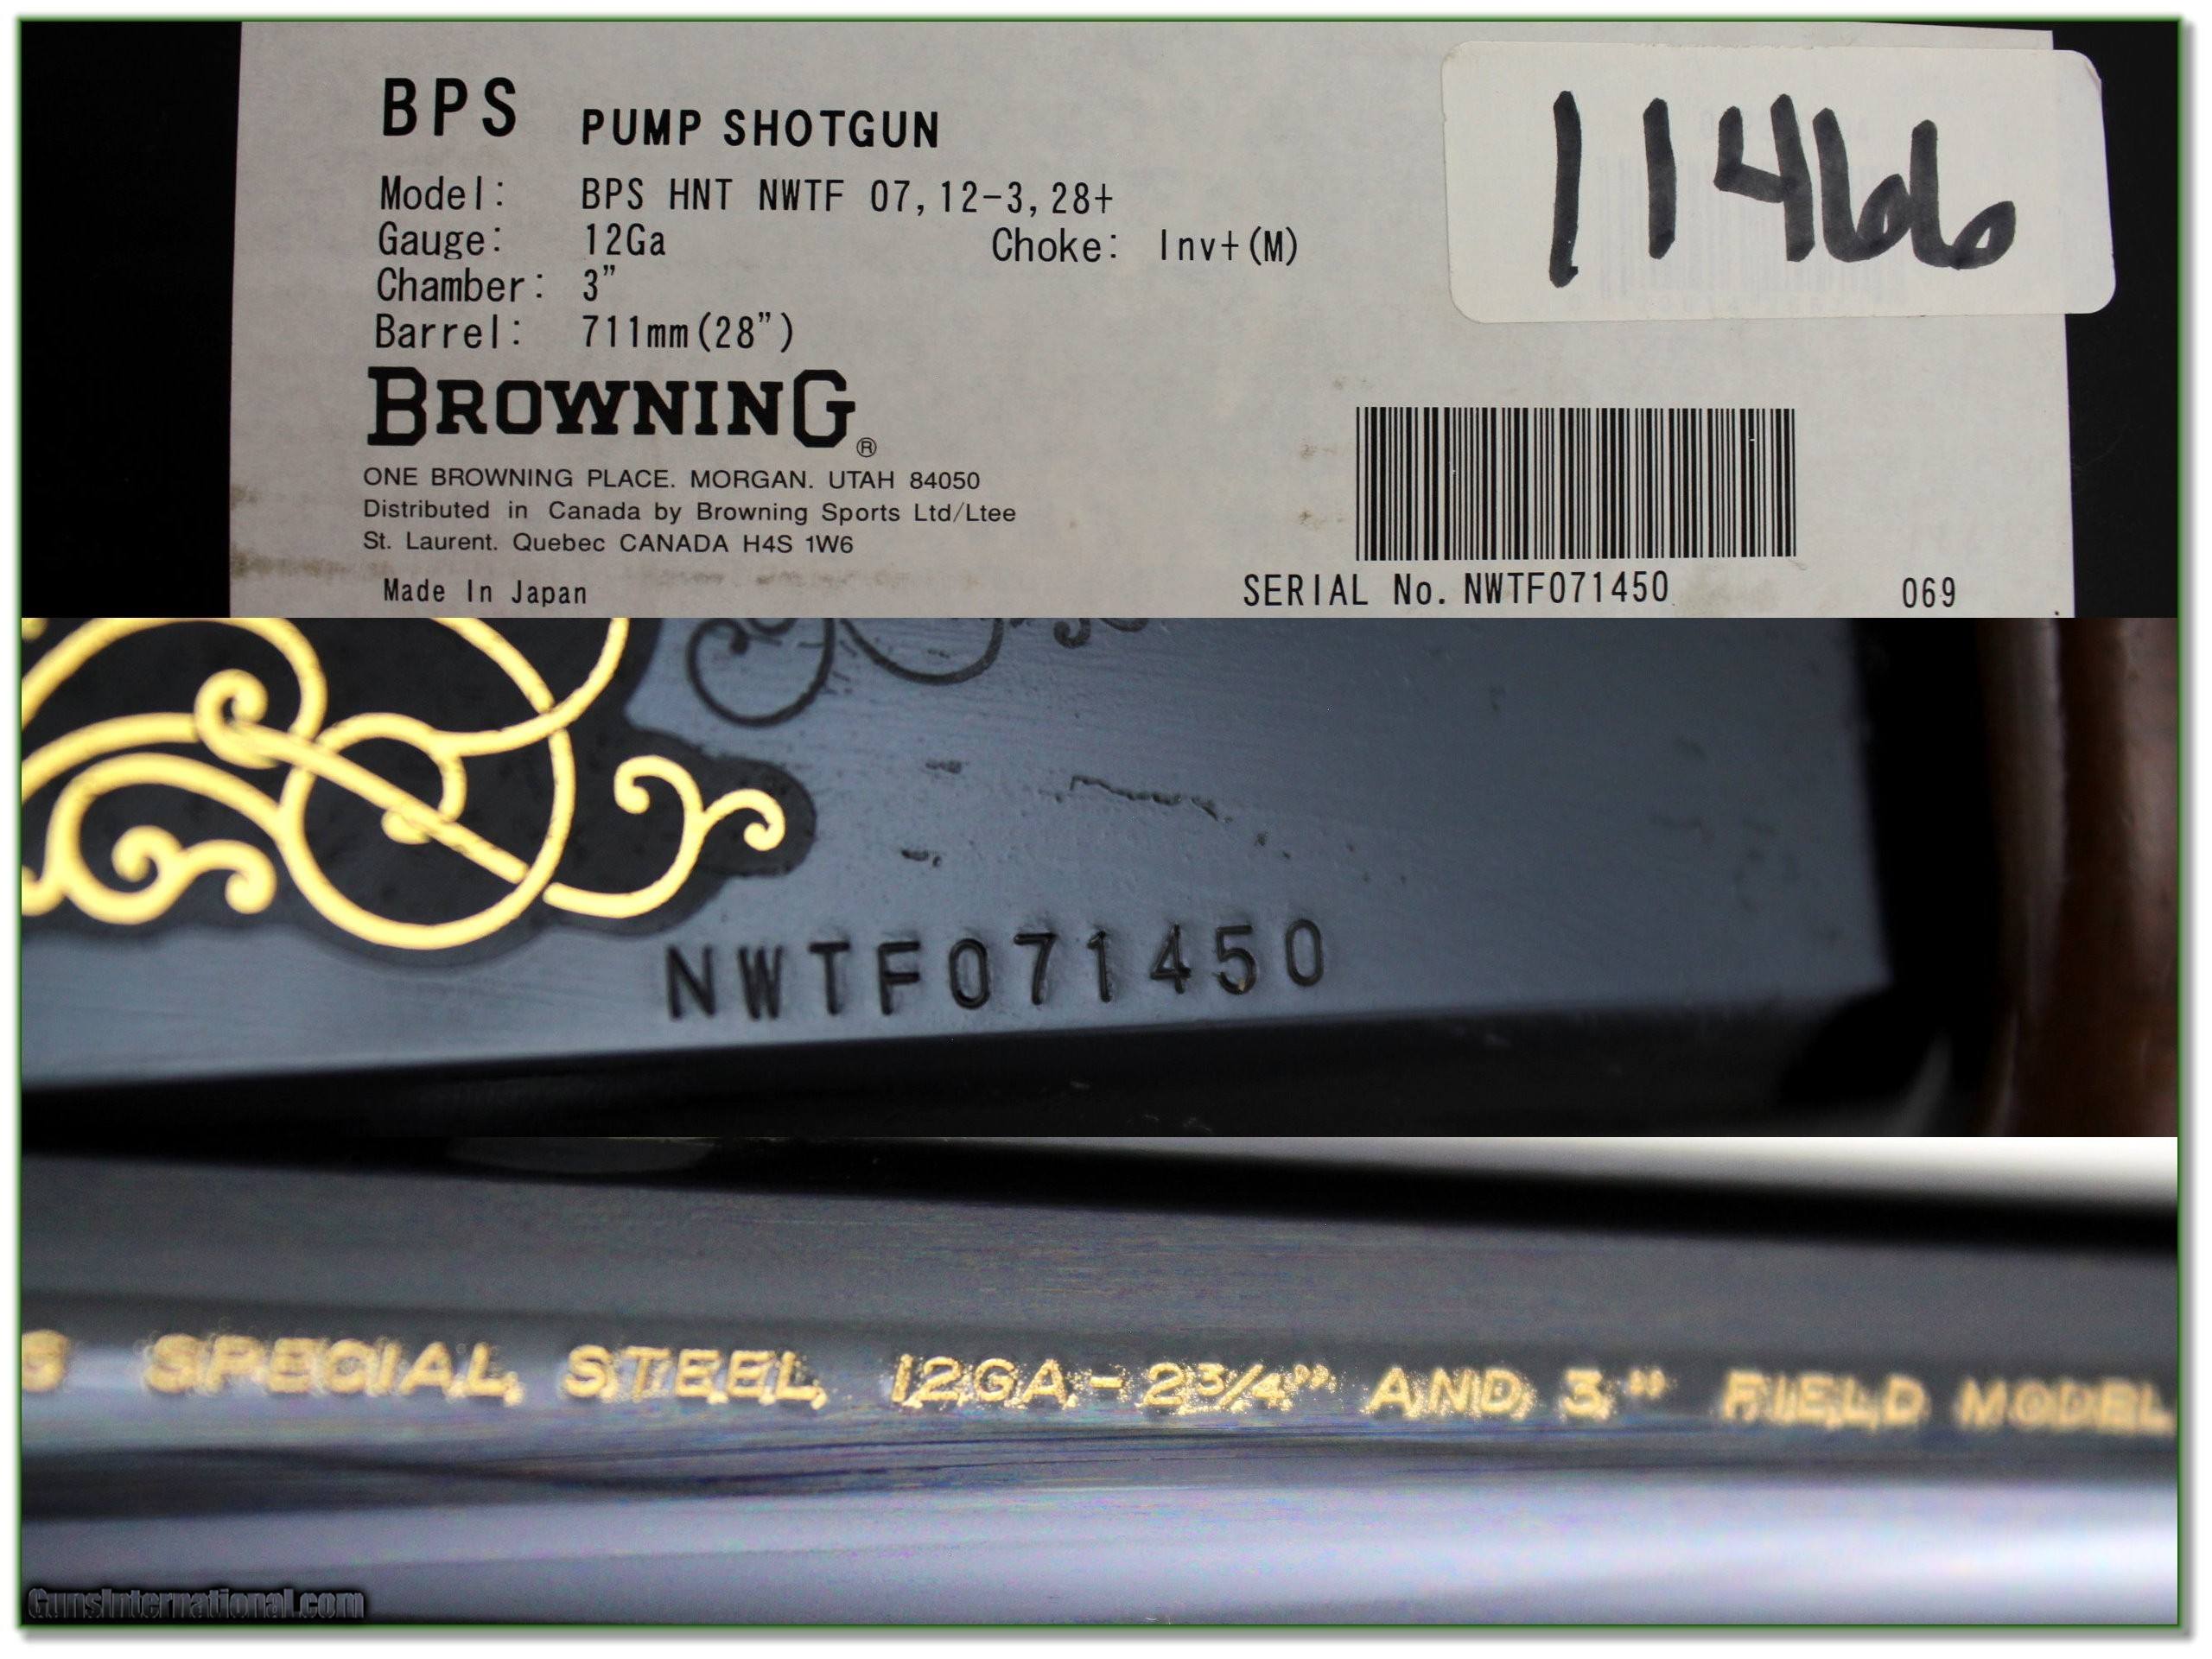 BPS PUMP SHOTGUN
Model: BPS HNT NWTF 07,12-3,28+
Gauge: 12Ga Choke: Inv+(M)
Chamber: 3”
Barrel: 711mm(28”)
BROWNING®
ONE BROWNING PLACE. MORGAN. UTAH 84050
Distributed in Canada by Browning Sports Ltd/Ltee
St. Laurent. Quebec CANADA H4S 1W6
Made In Japan
SERIAL No. NWTF071450 069
11466
NWTF071450
G SPECIAL STEEL 12GA-2¾” AND 3” FIELD MODEL
GunsInternational.com